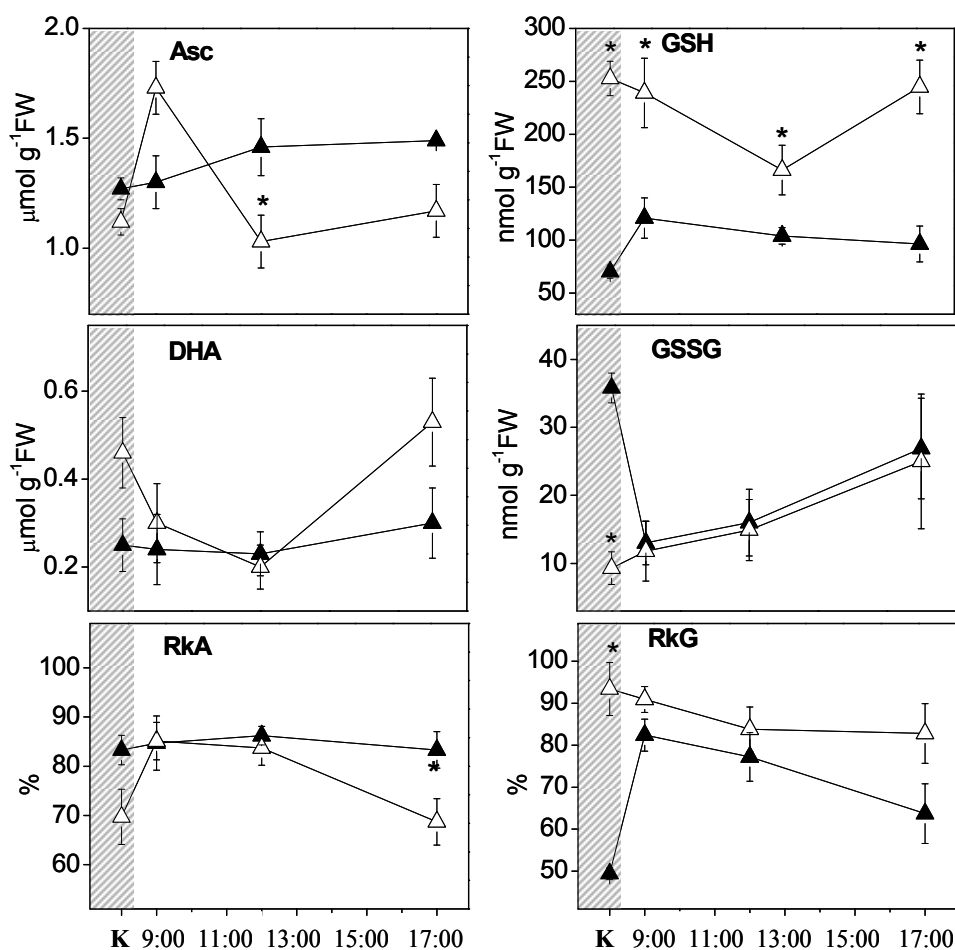 Asc
2.0
1.5
1.0
μmol g⁻¹FW
*
GSH
300
250
200
150
100
50
nmol g⁻¹FW
* * * *
DHA
0.6
0.4
0.2
μmol g⁻¹FW
GSSG
40
30
20
10
nmol g⁻¹FW
*
RkA
100
90
80
70
60
%
*
K 9:00 11:00 13:00 15:00 17:00
RkG
100
90
80
70
60
50
%
*
K 9:00 11:00 13:00 15:00 17:00